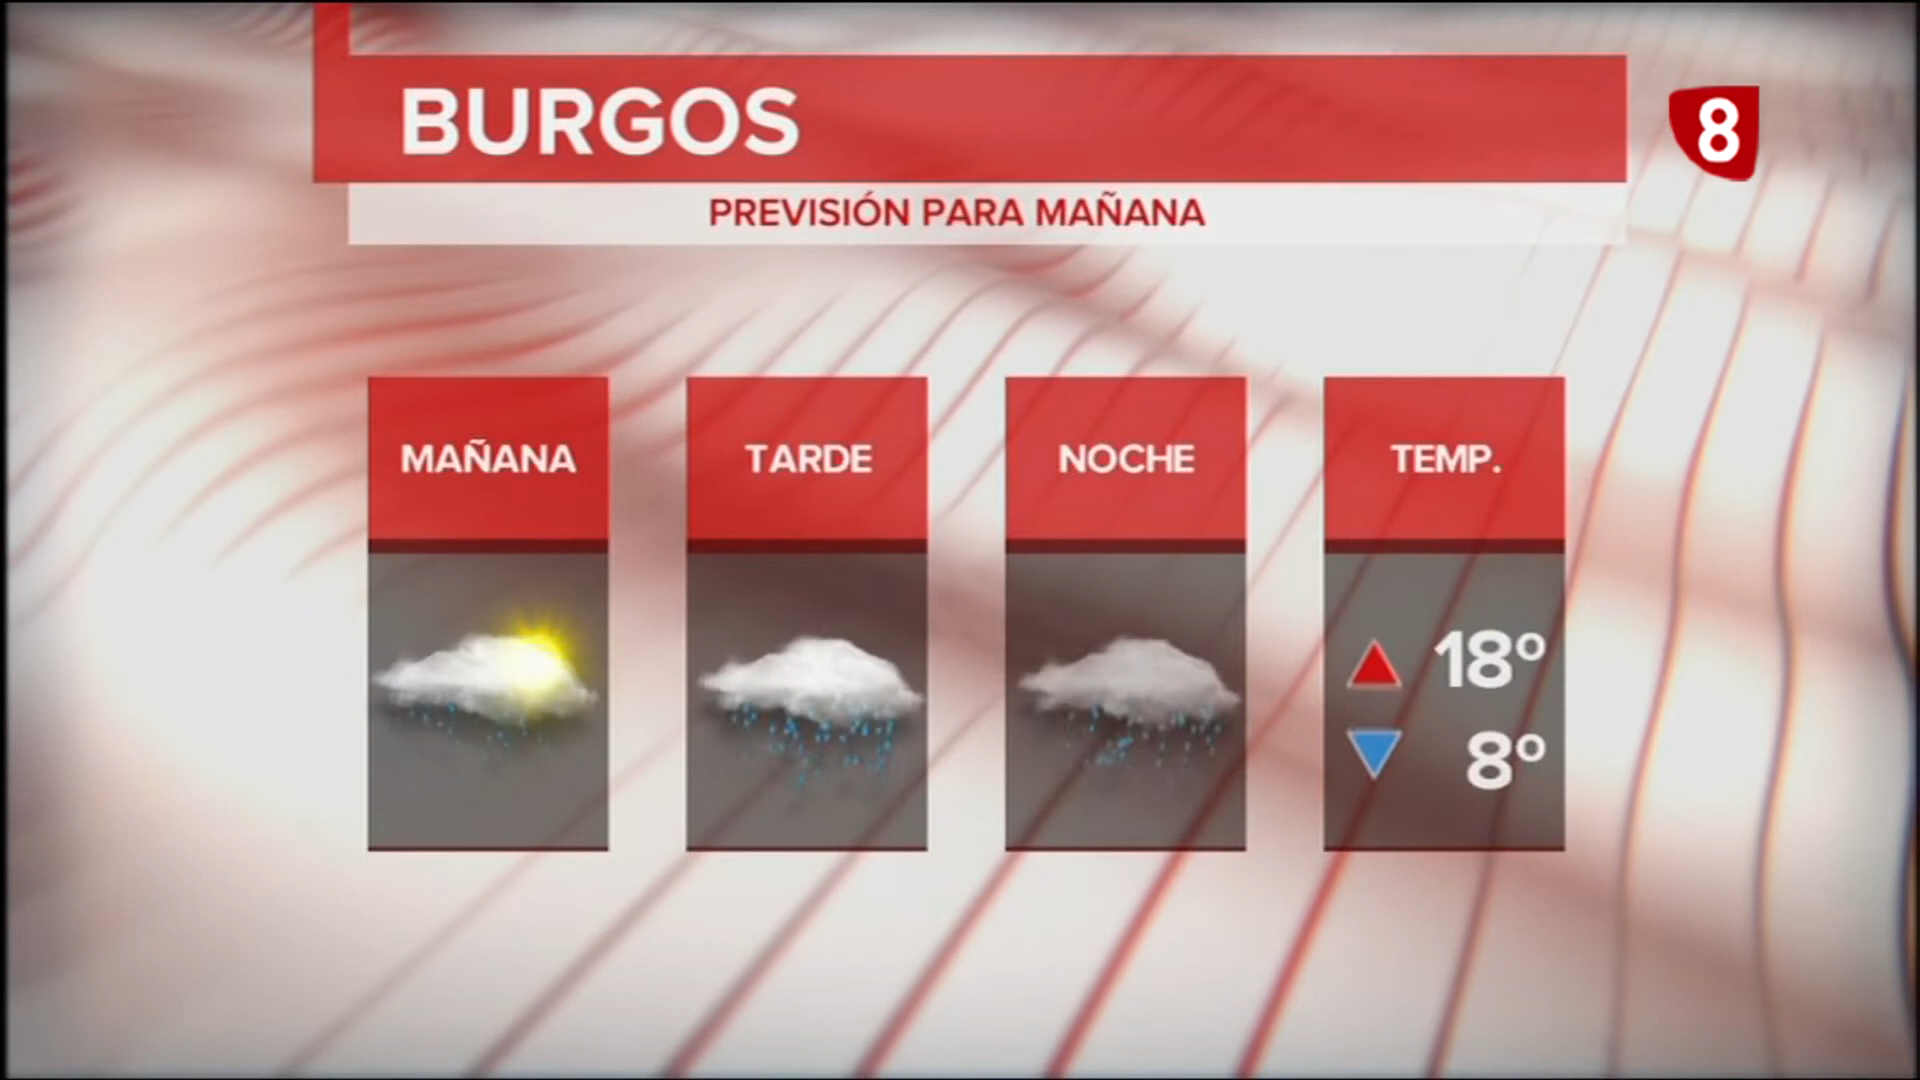 BURGOS
8
PREVISIÓN PARA MAÑANA
MAÑANA
TARDE
NOCHE
TEMP.
18º
8º